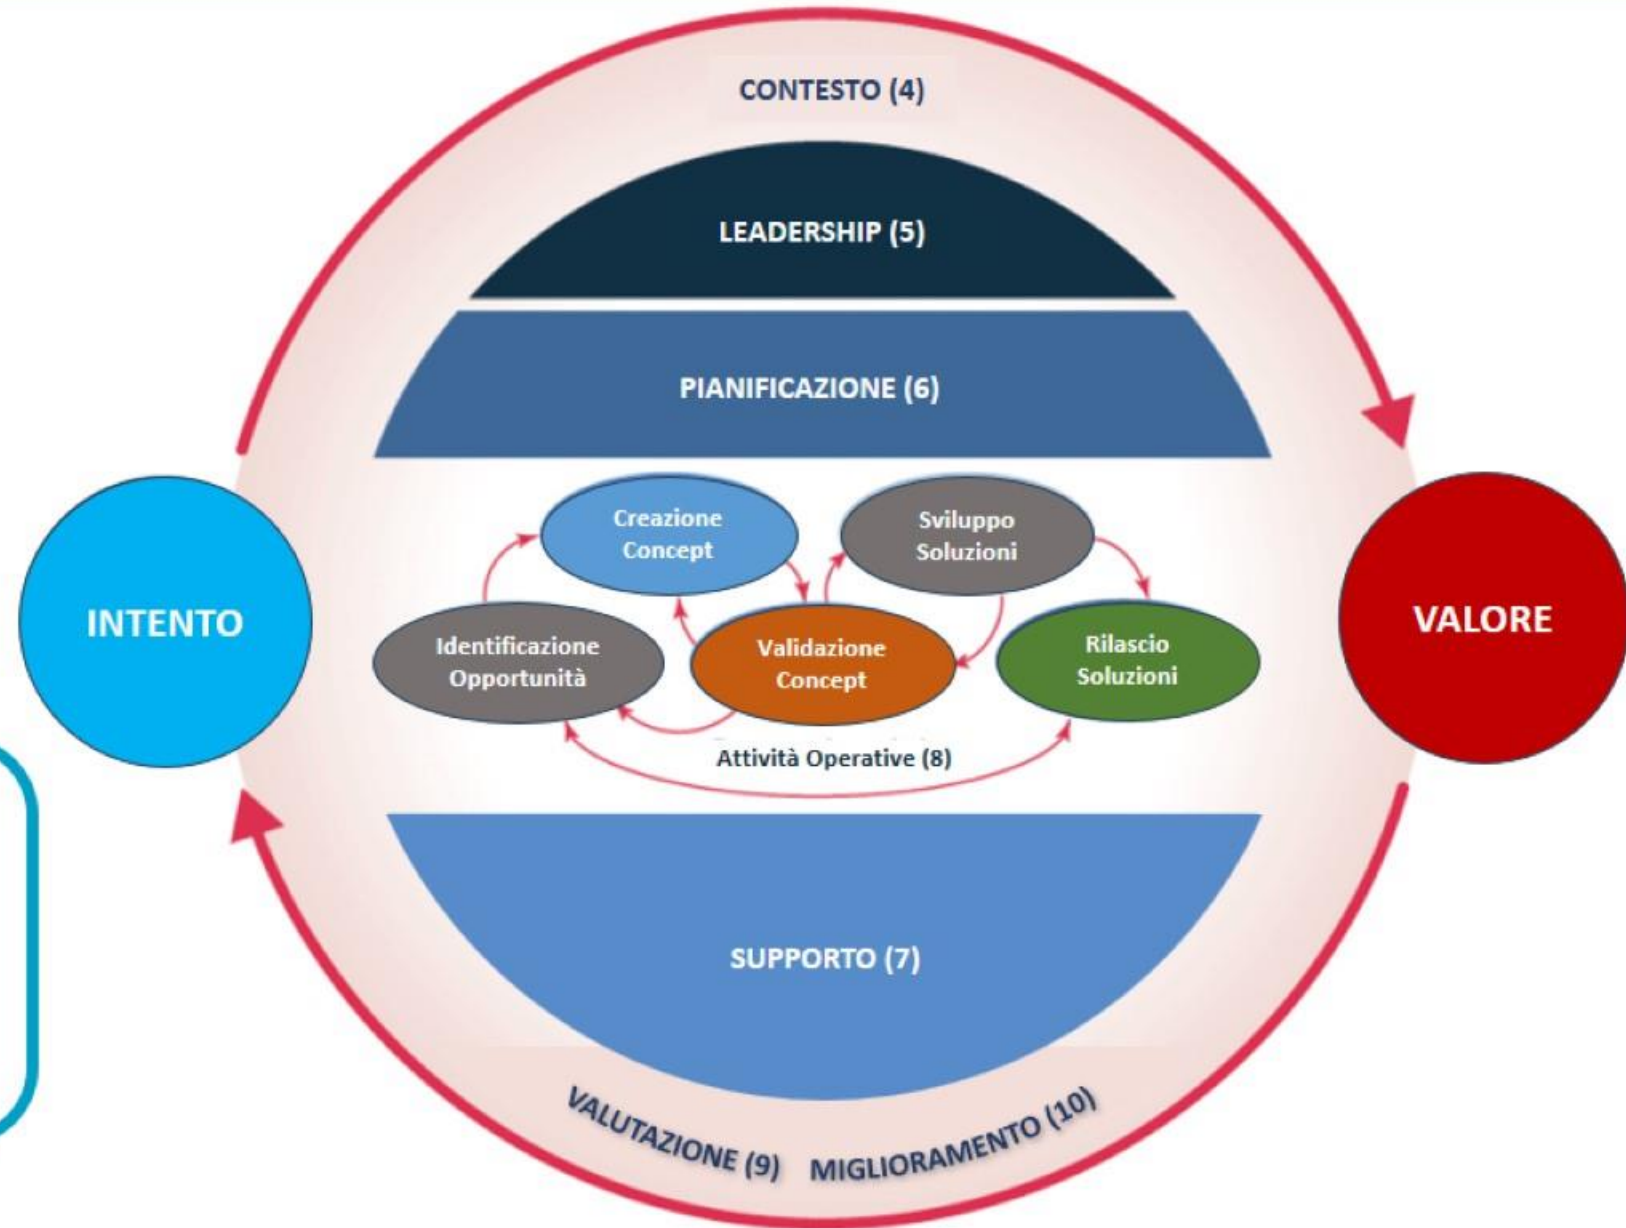 CONTESTO (4)
LEADERSHIP (5)
PIANIFICAZIONE (6)
Creazione
Concept
Sviluppo
Soluzioni
INTENTO
Identificazione
Opportunità
Validazione
Concept
Rilascio
Soluzioni
VALORE
Attività Operative (8)
SUPPORTO (7)
VALUTAZIONE (9)
MIGLIORAMENTO (10)